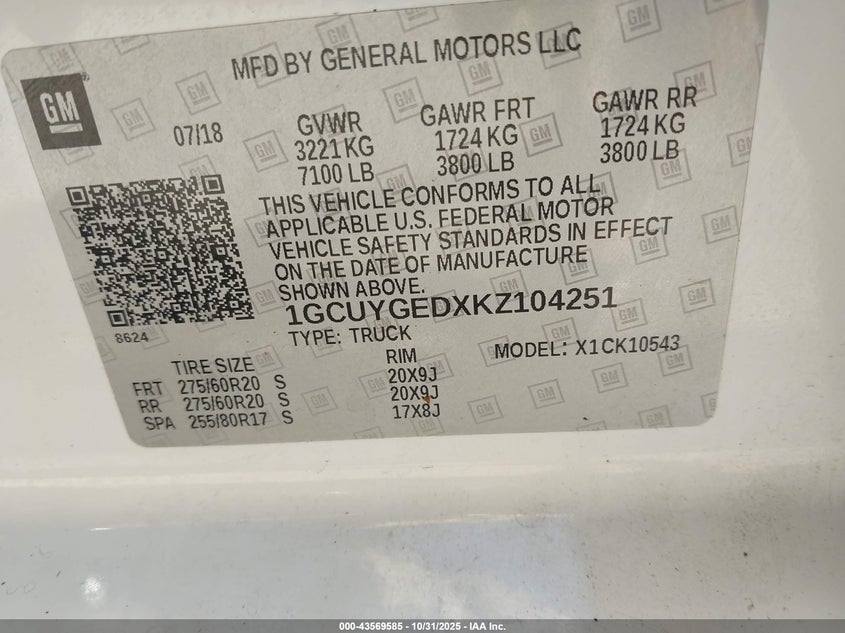 MFD BY GENERAL MOTORS LLC
GM
07/18
GVWR
3221 KG
7100 LB
GAWR FRT
1724 KG
3800 LB
GAWR RR
1724 KG
3800 LB
THIS VEHICLE CONFORMS TO ALL
APPLICABLE U.S. FEDERAL MOTOR
VEHICLE SAFETY STANDARDS IN EFFECT
ON THE DATE OF MANUFACTURE
SHOWN ABOVE.
1GCUYGEDXKZ104251
8624
TYPE: TRUCK
MODEL: X1CK10543
TIRE SIZE RIM
FRT 275/60R20 S 20X9J
RR 275/60R20 S 20X9J
SPA 255/80R17 S 17X8J
000-43569585 - 10/31/2025 - IAA Inc.